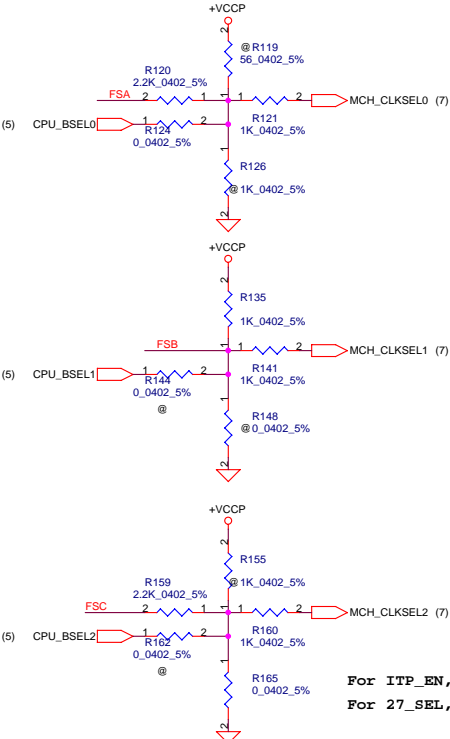 +VCCP
2
@ R119
56_0402_5%
R120
2.2K_0402_5%
FSA 2 1 1 1 2 MCH_CLKSEL0 (7)
(5) CPU_BSEL0 1 2
R124
0_0402_5%
R121
1K_0402_5%
1
R126
@ 1K_0402_5%
2
+VCCP
2
R135
1K_0402_5%
FSB 1 1 2 MCH_CLKSEL1 (7)
(5) CPU_BSEL1 1 2
R144
0_0402_5%
@
R141
1K_0402_5%
1
R148
@ 0_0402_5%
2
+VCCP
2
R155
@ 1K_0402_5%
R159
2.2K_0402_5%
FSC 2 1 1 1 2 MCH_CLKSEL2 (7)
(5) CPU_BSEL2 1 2
R162
0_0402_5%
@
R160
1K_0402_5%
1
R165
0_0402_5%
2
For ITP_EN,
For 27_SEL,